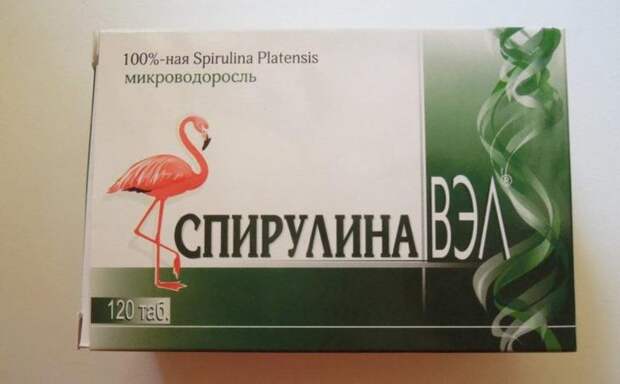 100%-ная Spirulina Platensis
микроводоросль
СПИРУЛИНА ВЭЛ®
120 таб.